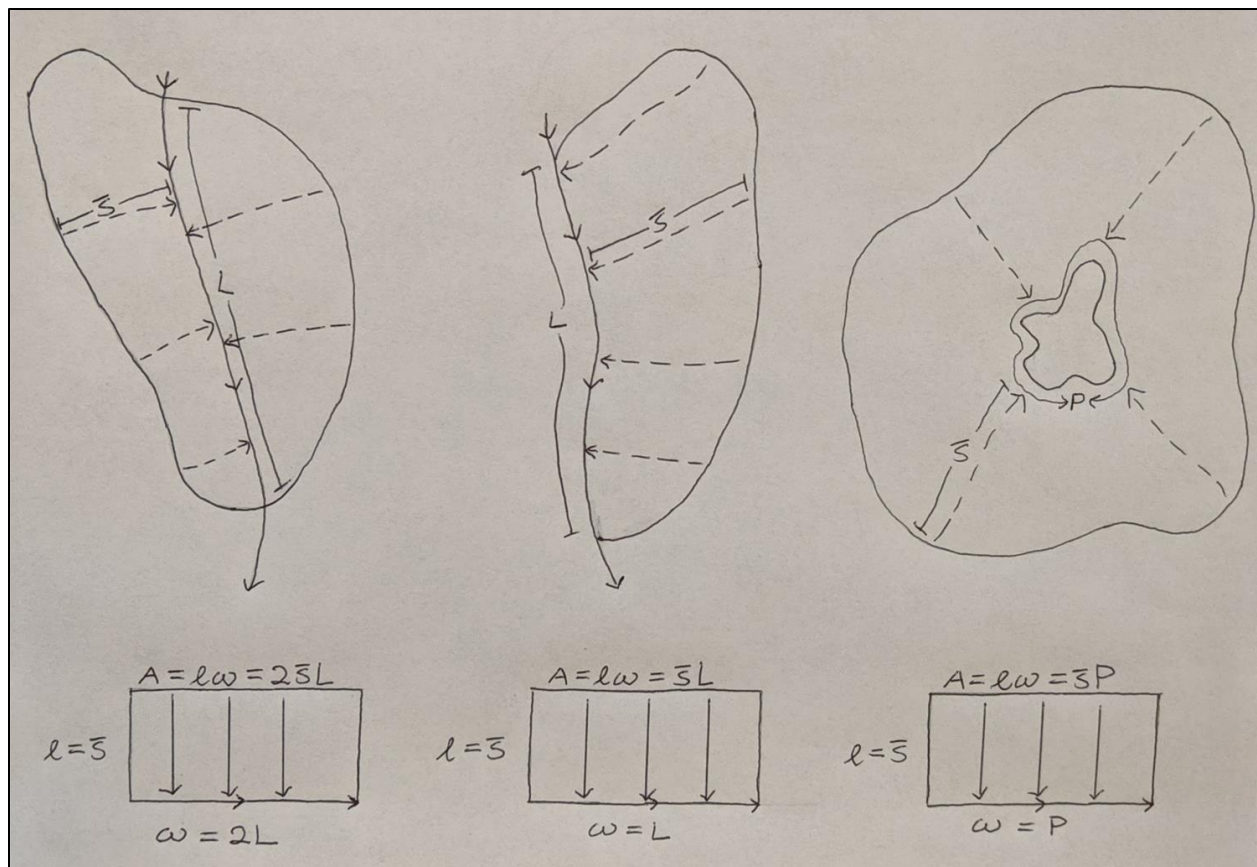 s̄
L
L
s̄
s̄
P
A = ℓω = 2s̄L
ℓ = s̄
ω = 2L
A = ℓω = s̄L
ℓ = s̄
ω = L
A = ℓω = s̄P
ℓ = s̄
ω = P